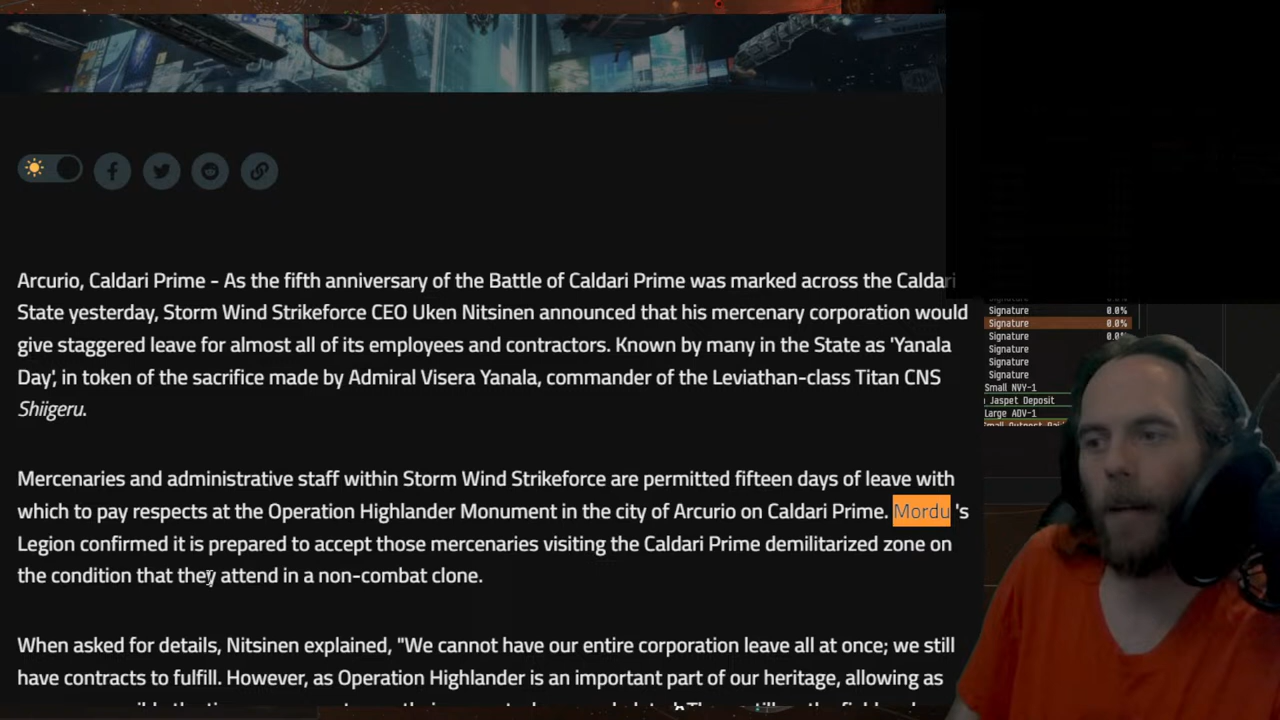 Arcurio, Caldari Prime - As the fifth anniversary of the Battle of Caldari Prime was marked across the Caldari
State yesterday, Storm Wind Strikeforce CEO Uken Nitsinen announced that his mercenary corporation would
give staggered leave for almost all of its employees and contractors. Known by many in the State as 'Yanala
Day', in token of the sacrifice made by Admiral Visera Yanala, commander of the Leviathan-class Titan CNS
Shiigeru.
Mercenaries and administrative staff within Storm Wind Strikeforce are permitted fifteen days of leave with
which to pay respects at the Operation Highlander Monument in the city of Arcurio on Caldari Prime. Mordu 's
Legion confirmed it is prepared to accept those mercenaries visiting the Caldari Prime demilitarized zone on
the condition that they attend in a non-combat clone.
When asked for details, Nitsinen explained, "We cannot have our entire corporation leave all at once; we still
have contracts to fulfill. However, as Operation Highlander is an important part of our heritage, allowing as
Signature 0.0%
Signature 0.0%
Signature 0.0%
Signature
Signature
Signature
Small NVY-1
Jaspet Deposit
Large ADV-1